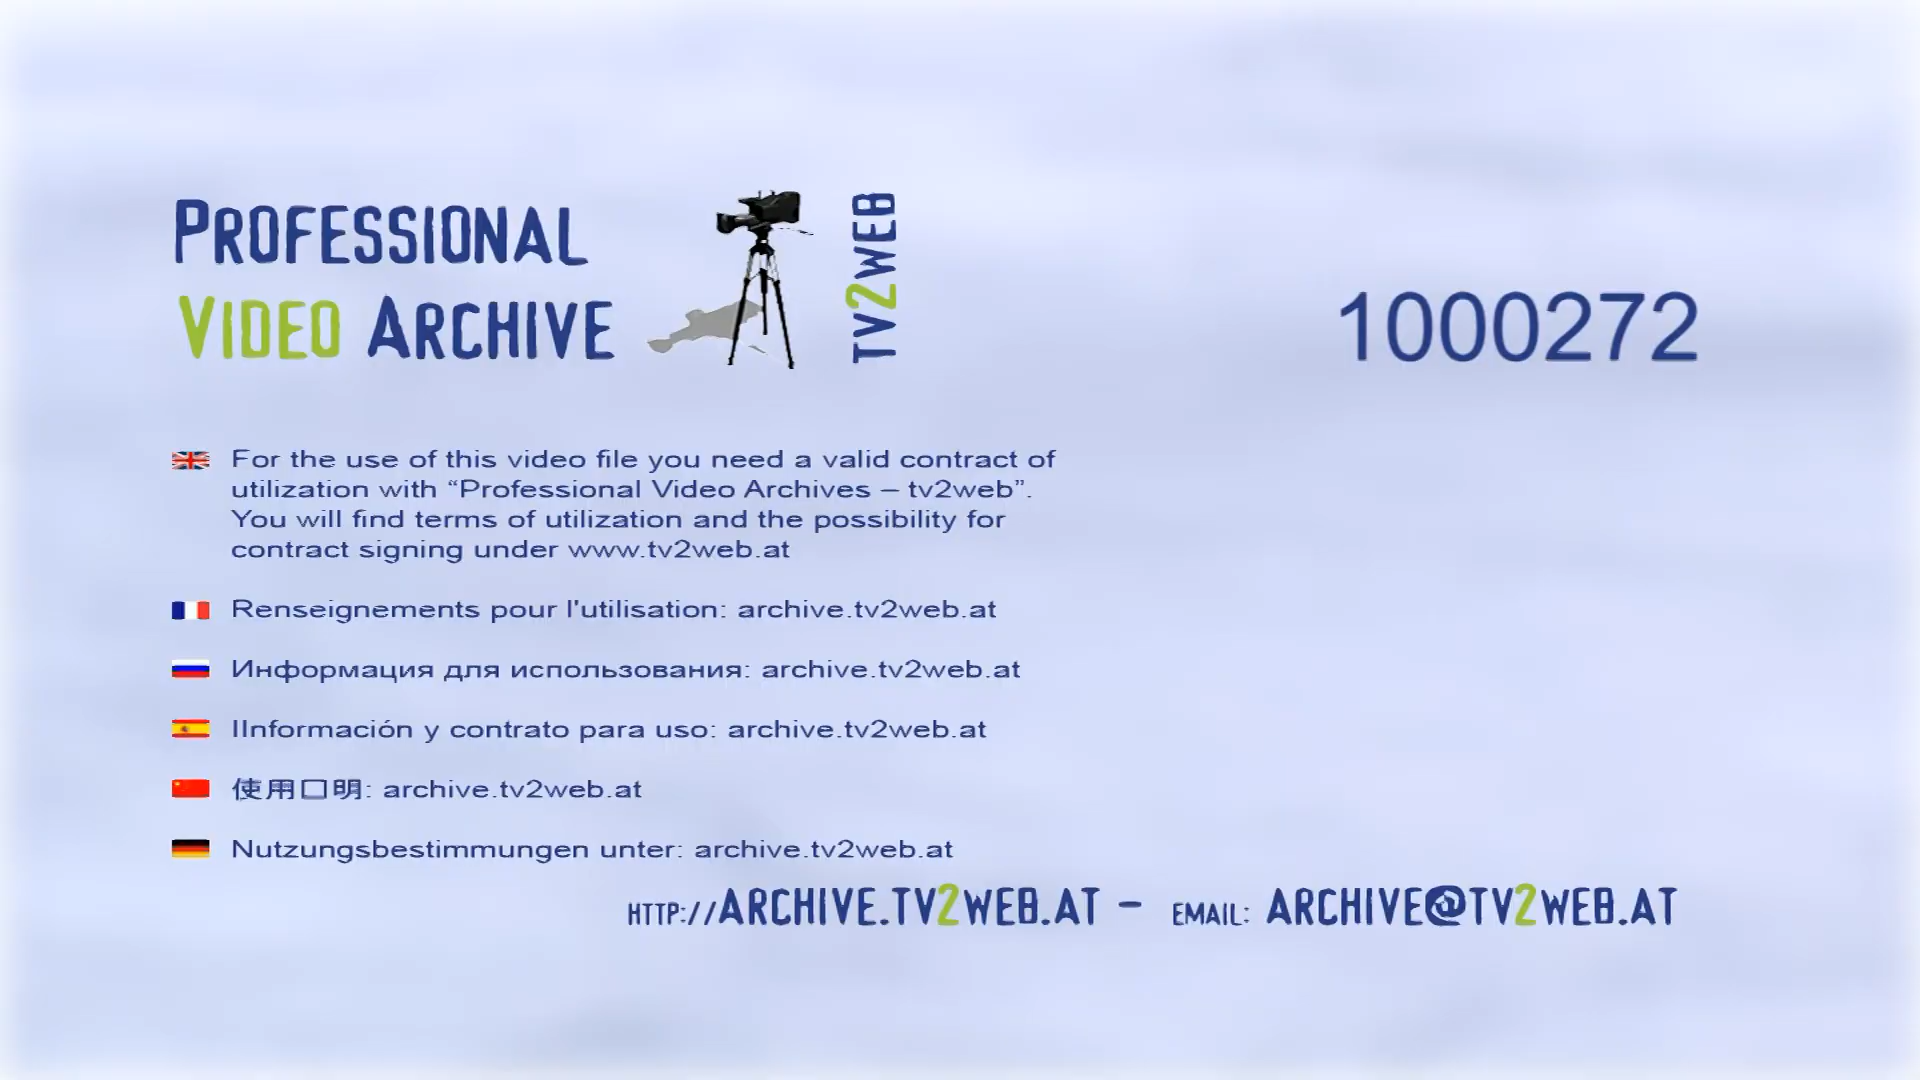 PROFESSIONAL
VIDEO ARCHIVE
TV2WEB
1000272
For the use of this video file you need a valid contract of
utilization with “Professional Video Archives – tv2web”.
You will find terms of utilization and the possibility for
contract signing under www.tv2web.at
Renseignements pour l'utilisation: archive.tv2web.at
Информация для использования: archive.tv2web.at
IInformación y contrato para uso: archive.tv2web.at
使用口明: archive.tv2web.at
Nutzungsbestimmungen unter: archive.tv2web.at
HTTP://ARCHIVE.TV2WEB.AT – EMAIL: ARCHIVE@TV2WEB.AT